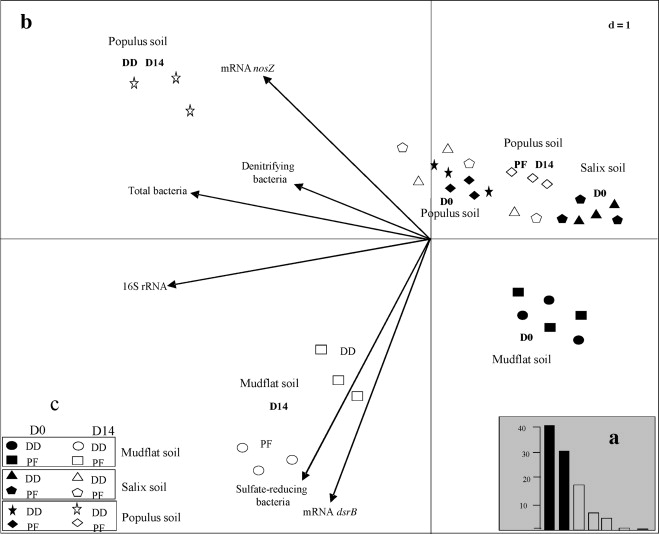 b
d = 1
Populus soil
DD D14
mRNA nosZ
Denitrifying
bacteria
Total bacteria
Populus soil
PF D14
Salix soil
D0
D0
Populus soil
16S rRNA
D0
Mudflat soil
DD
Mudflat soil
D14
PF
Sulfate-reducing
bacteria
mRNA dsrB
c
D0 D14
DD DD
PF PF
Mudflat soil
DD DD
PF PF
Salix soil
DD DD
PF PF
Populus soil
a
40
30
20
10